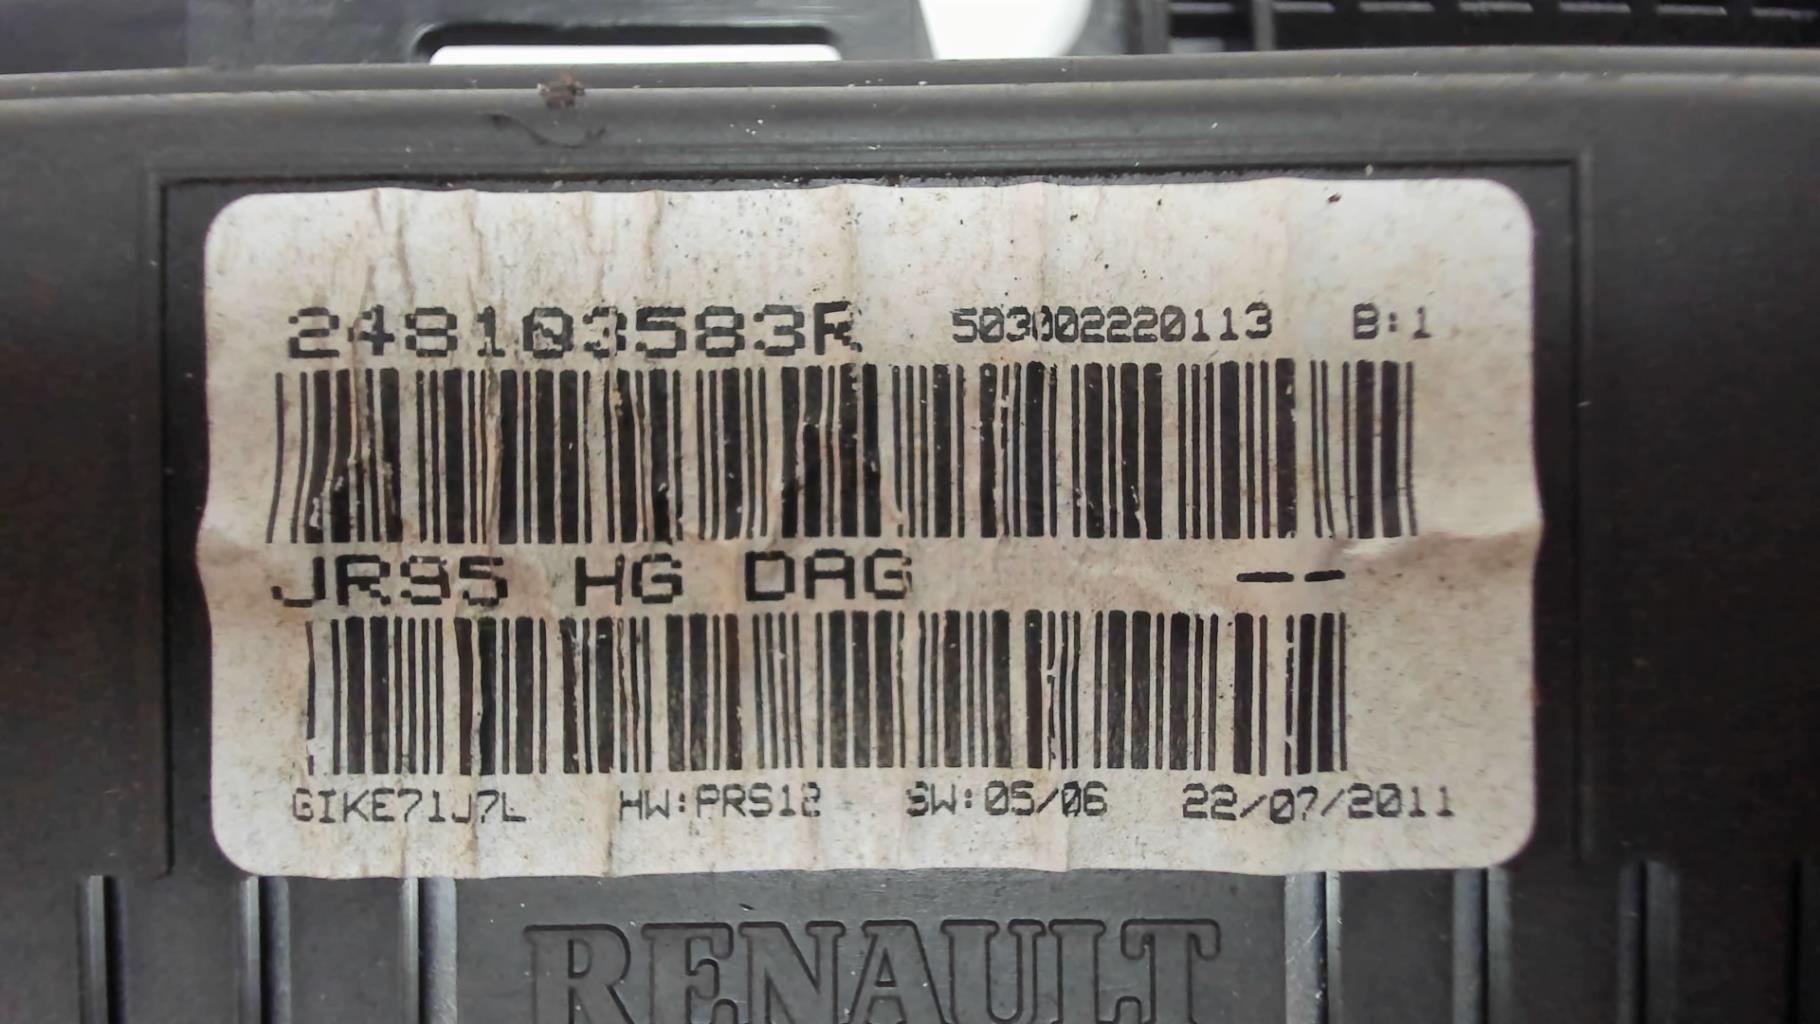 248103583R 503002220113 B:1
JR95 HG DAG --
GIKE71J7L HW:PRS12 SW:05/06 22/07/2011
RENAULT